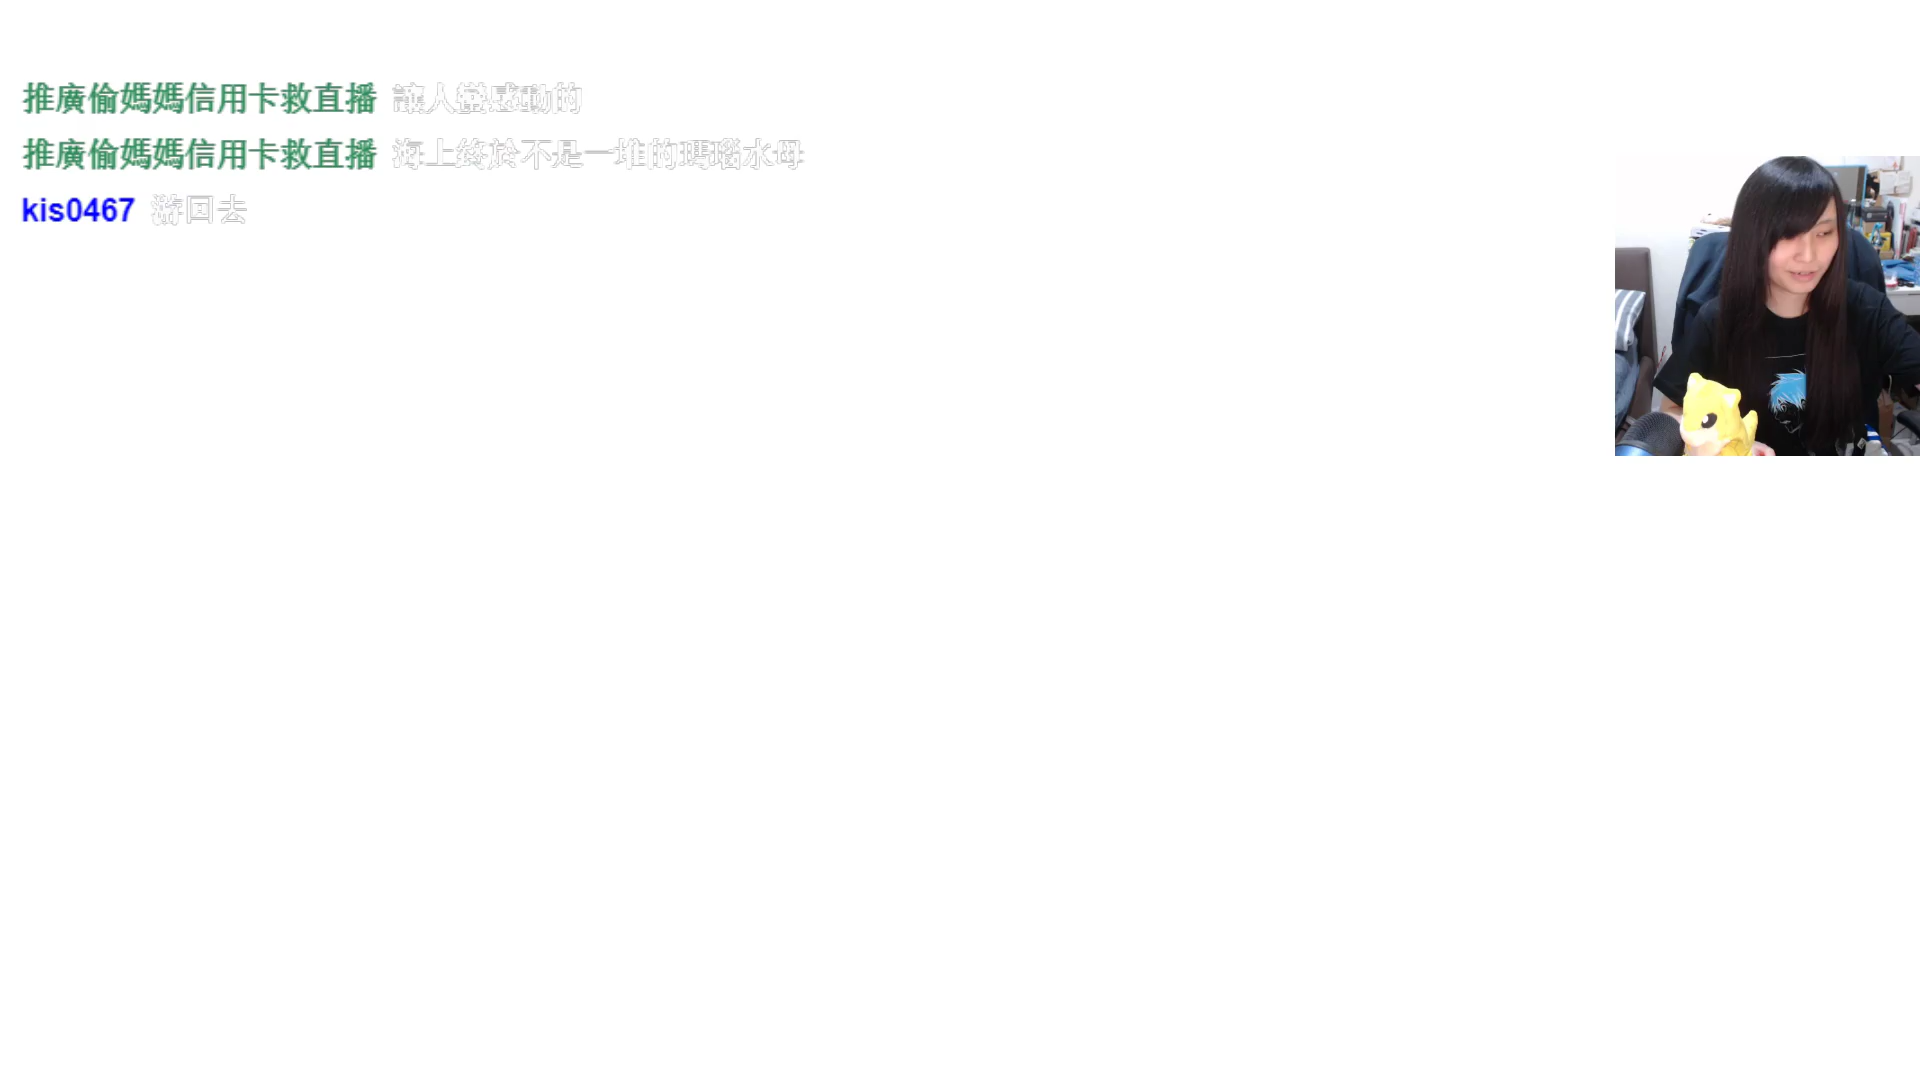 推廣偷媽媽信用卡救直播 讓人蠻感動的
推廣偷媽媽信用卡救直播 海上終於不是一堆的瑪瑙水母
kis0467 游回去